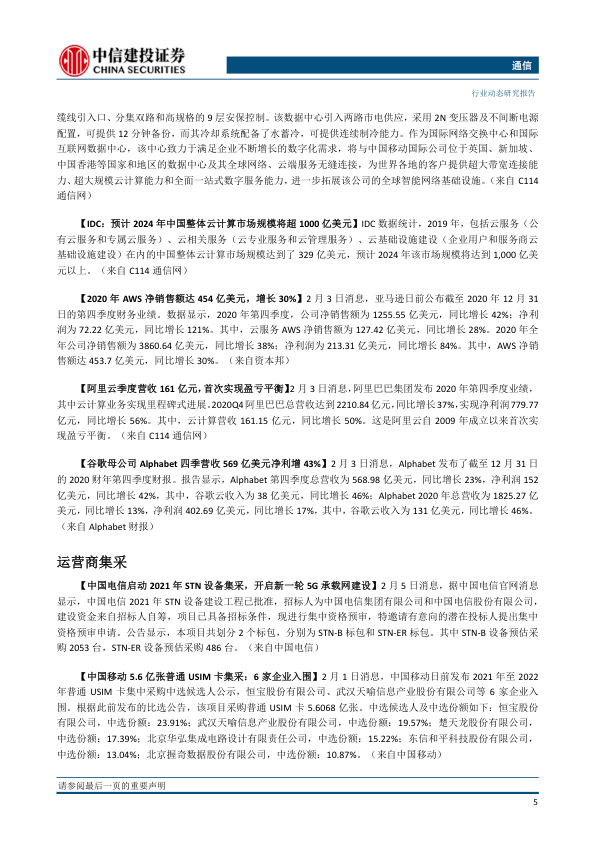 中信建投证券
CHINA SECURITIES
通信
行业动态研究报告
缆线引入口、分集双路和高规格的 9 层安保控制。该数据中心引入两路市电供应，采用 2N 变压器及不间断电源
配置，可提供 12 分钟备份，而其冷却系统配备了水蓄冷，可提供连续制冷能力。作为国际网络交换中心和国际
互联网数据中心，该中心致力于满足企业不断增长的数字化需求，将与中国移动国际公司位于英国、新加坡、
中国香港等国家和地区的数据中心及其全球网络、云端服务无缝连接，为世界各地的客户提供超大带宽连接能
力、超大规模云计算能力和全面一站式数字服务能力，进一步拓展该公司的全球智能网络基础设施。（来自 C114
通信网）
【IDC：预计 2024 年中国整体云计算市场规模将超 1000 亿美元】IDC 数据统计，2019 年，包括云服务（公
有云服务和专属云服务）、云相关服务（云专业服务和云管理服务）、云基础设施建设（企业用户和服务商云
基础设施建设）在内的中国整体云计算市场规模达到了 329 亿美元，预计 2024 年该市场规模将达到 1,000 亿美
元以上。（来自 C114 通信网）
【2020 年 AWS 净销售额达 454 亿美元，增长 30%】2 月 3 日消息，亚马逊日前公布截至 2020 年 12 月 31
日的第四季度财务业绩。数据显示，2020 年第四季度，公司净销售额为 1255.55 亿美元，同比增长 42%；净利
润为 72.22 亿美元，同比增长 121%。其中，云服务 AWS 净销售额为 127.42 亿美元，同比增长 28%。2020 年全
年公司净销售额为 3860.64 亿美元，同比增长 38%；净利润为 213.31 亿美元，同比增长 84%。其中，AWS 净销
售额达 453.7 亿美元，同比增长 30%。（来自资本邦）
【阿里云季度营收 161 亿元，首次实现盈亏平衡】2 月 3 日消息，阿里巴巴集团发布 2020 年第四季度业绩，
其中云计算业务实现里程碑式进展。2020Q4 阿里巴巴总营收达到 2210.84 亿元，同比增长 37%，实现净利润 779.77
亿元，同比增长 56%。其中，云计算营收 161.15 亿元，同比增长 50%。这是阿里云自 2009 年成立以来首次实
现盈亏平衡。（来自 C114 通信网）
【谷歌母公司 Alphabet 四季营收 569 亿美元净利增 43%】2 月 3 日消息，Alphabet 发布了截至 12 月 31 日
的 2020 财年第四季度财报。报告显示，Alphabet 第四季度总营收为 568.98 亿美元，同比增长 23%，净利润 152
亿美元，同比增长 42%，其中，谷歌云收入为 38 亿美元，同比增长 46%；Alphabet 2020 年总营收为 1825.27 亿
美元，同比增长 13%，净利润 402.69 亿美元，同比增长 17%，其中，谷歌云收入为 131 亿美元，同比增长 46%。
（来自 Alphabet 财报）
运营商集采
【中国电信启动 2021 年 STN 设备集采，开启新一轮 5G 承载网建设】2 月 5 日消息，据中国电信官网消息
显示，中国电信 2021 年 STN 设备建设工程已批准，招标人为中国电信集团有限公司和中国电信股份有限公司，
建设资金来自招标人自筹，项目已具备招标条件，现进行集中资格预审，特邀请有意向的潜在投标人提出集中
资格预审申请。公告显示，本项目共划分 2 个标包，分别为 STN-B 标包和 STN-ER 标包。其中 STN-B 设备预估采
购 2053 台，STN-ER 设备预估采购 486 台。（来自中国电信）
【中国移动 5.6 亿张普通 USIM 卡集采：6 家企业入围】2 月 1 日消息，中国移动日前发布 2021 年至 2022
年普通 USIM 卡集中采购中选候选人公示，恒宝股份有限公司、武汉天喻信息产业股份有限公司等 6 家企业入
围。根据此前发布的比选公告，该项目采购普通 USIM 卡 5.6068 亿张。中选候选人及中选份额如下：恒宝股份
有限公司，中选份额：23.91%；武汉天喻信息产业股份有限公司，中选份额：19.57%；楚天龙股份有限公司，
中选份额：17.39%；北京华弘集成电路设计有限责任公司，中选份额：15.22%；东信和平科技股份有限公司，
中选份额：13.04%；北京握奇数据股份有限公司，中选份额：10.87%。（来自中国移动）
请参阅最后一页的重要声明
5